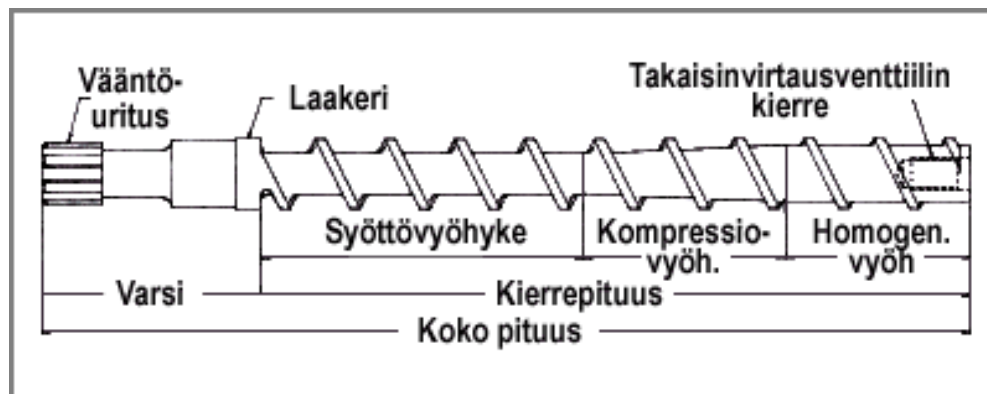 Vääntö-
uritus
Laakeri
Takaisinvirtausventtiilin
kierre
Syöttövyöhyke
Kompressio-
vyöh.
Homogen.
vyöh
Varsi
Kierrepituus
Koko pituus